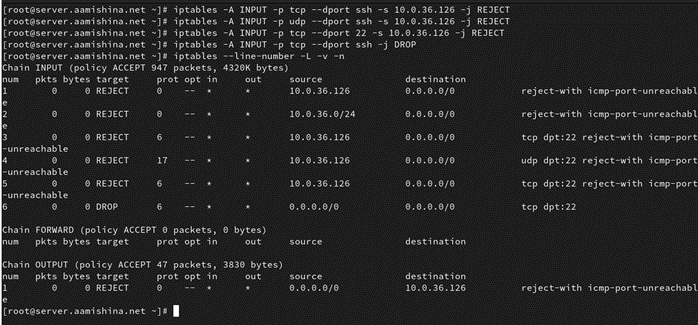 [root@server.aamishina.net ~]# iptables -A INPUT -p tcp --dport ssh -s 10.0.36.126 -j REJECT
[root@server.aamishina.net ~]# iptables -A INPUT -p udp --dport ssh -s 10.0.36.126 -j REJECT
[root@server.aamishina.net ~]# iptables -A INPUT -p tcp --dport 22 -s 10.0.36.126 -j REJECT
[root@server.aamishina.net ~]# iptables -A INPUT -p tcp --dport ssh -j DROP
[root@server.aamishina.net ~]# iptables --line-number -L -v -n
Chain INPUT (policy ACCEPT 947 packets, 4320K bytes)
num pkts bytes target prot opt in out source destination
1 0 0 REJECT 0 -- * * 10.0.36.126 0.0.0.0/0 reject-with icmp-port-unreachabl
e
2 0 0 REJECT 0 -- * * 10.0.36.0/24 0.0.0.0/0 reject-with icmp-port-unreachabl
e
3 0 0 REJECT 6 -- * * 10.0.36.126 0.0.0.0/0 tcp dpt:22 reject-with icmp-port
-unreachable
4 0 0 REJECT 17 -- * * 10.0.36.126 0.0.0.0/0 udp dpt:22 reject-with icmp-port
-unreachable
5 0 0 REJECT 6 -- * * 10.0.36.126 0.0.0.0/0 tcp dpt:22 reject-with icmp-port
-unreachable
6 0 0 DROP 6 -- * * 0.0.0.0/0 0.0.0.0/0 tcp dpt:22
Chain FORWARD (policy ACCEPT 0 packets, 0 bytes)
num pkts bytes target prot opt in out source destination
Chain OUTPUT (policy ACCEPT 47 packets, 3830 bytes)
num pkts bytes target prot opt in out source destination
1 0 0 REJECT 0 -- * * 0.0.0.0/0 10.0.36.126 reject-with icmp-port-unreachabl
e
[root@server.aamishina.net ~]#